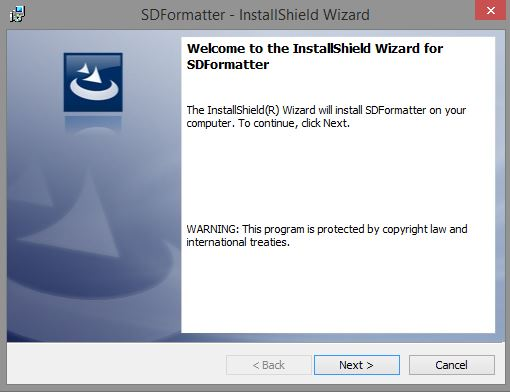 SDFormatter - InstallShield Wizard
Welcome to the InstallShield Wizard for
SDFormatter
The InstallShield(R) Wizard will install SDFormatter on your
computer. To continue, click Next.
WARNING: This program is protected by copyright law and
international treaties.
< Back
Next >
Cancel